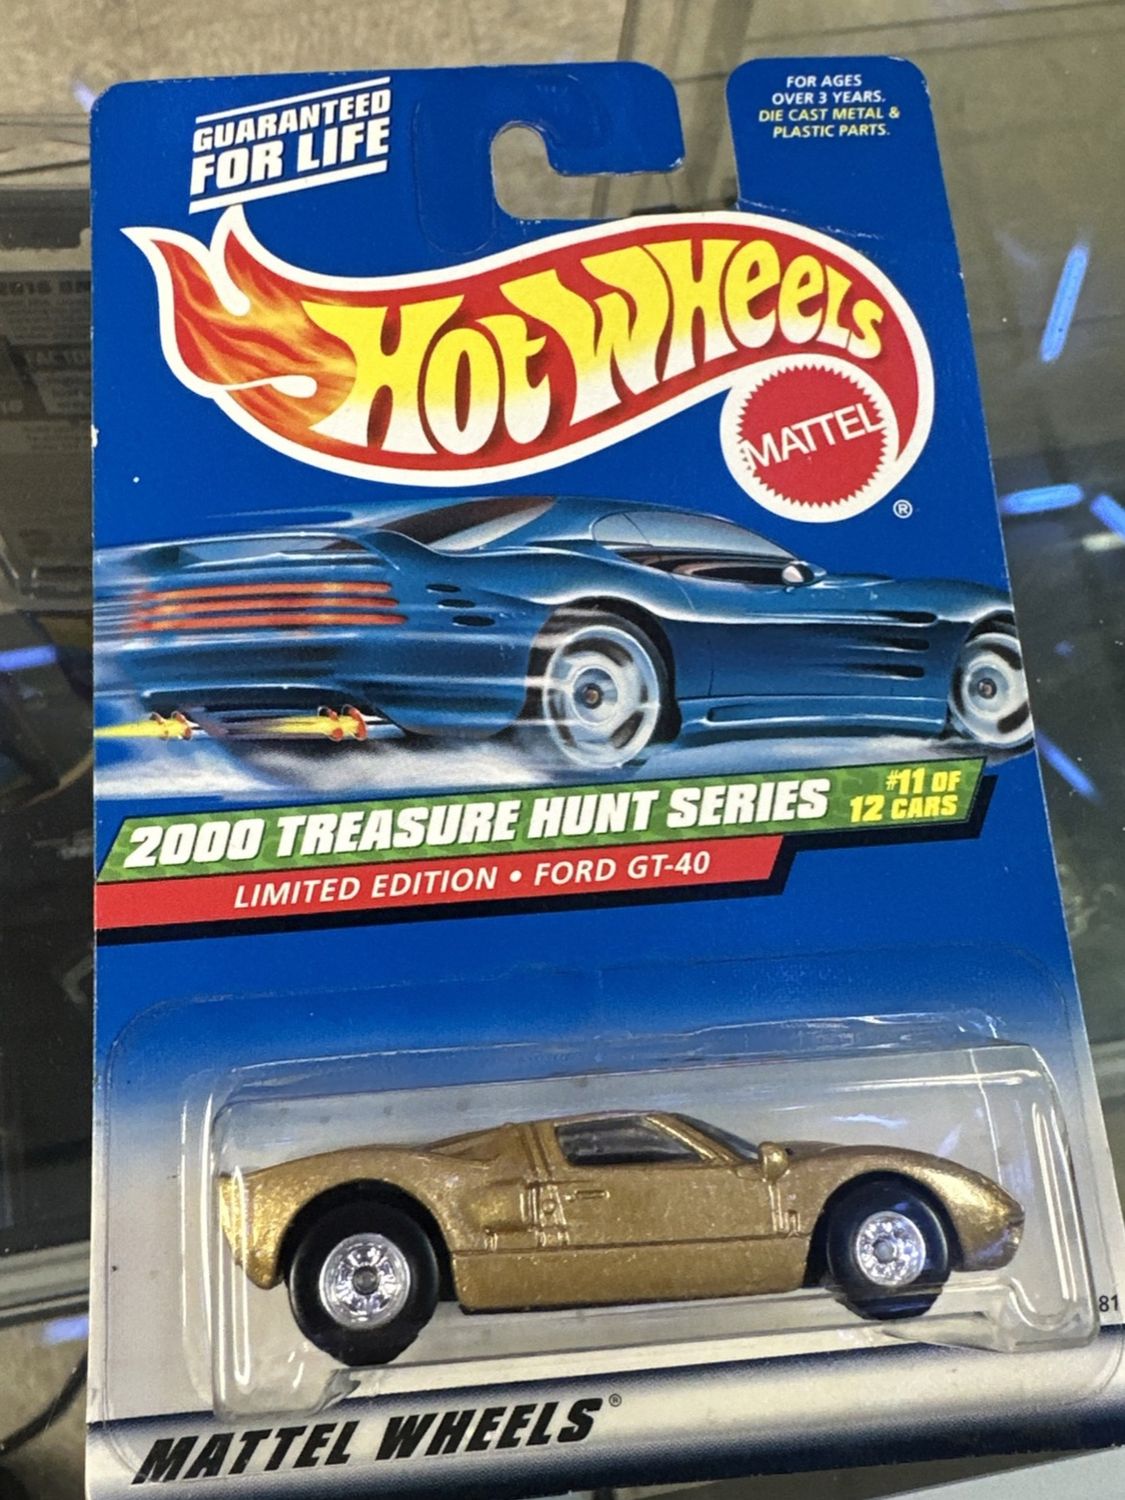 GUARANTEED
FOR LIFE
FOR AGES
OVER 3 YEARS.
DIE CAST METAL &
PLASTIC PARTS.
HOT WHEELS
MATTEL
®
2000 TREASURE HUNT SERIES
#11 OF
12 CARS
LIMITED EDITION • FORD GT-40
81
MATTEL WHEELS®